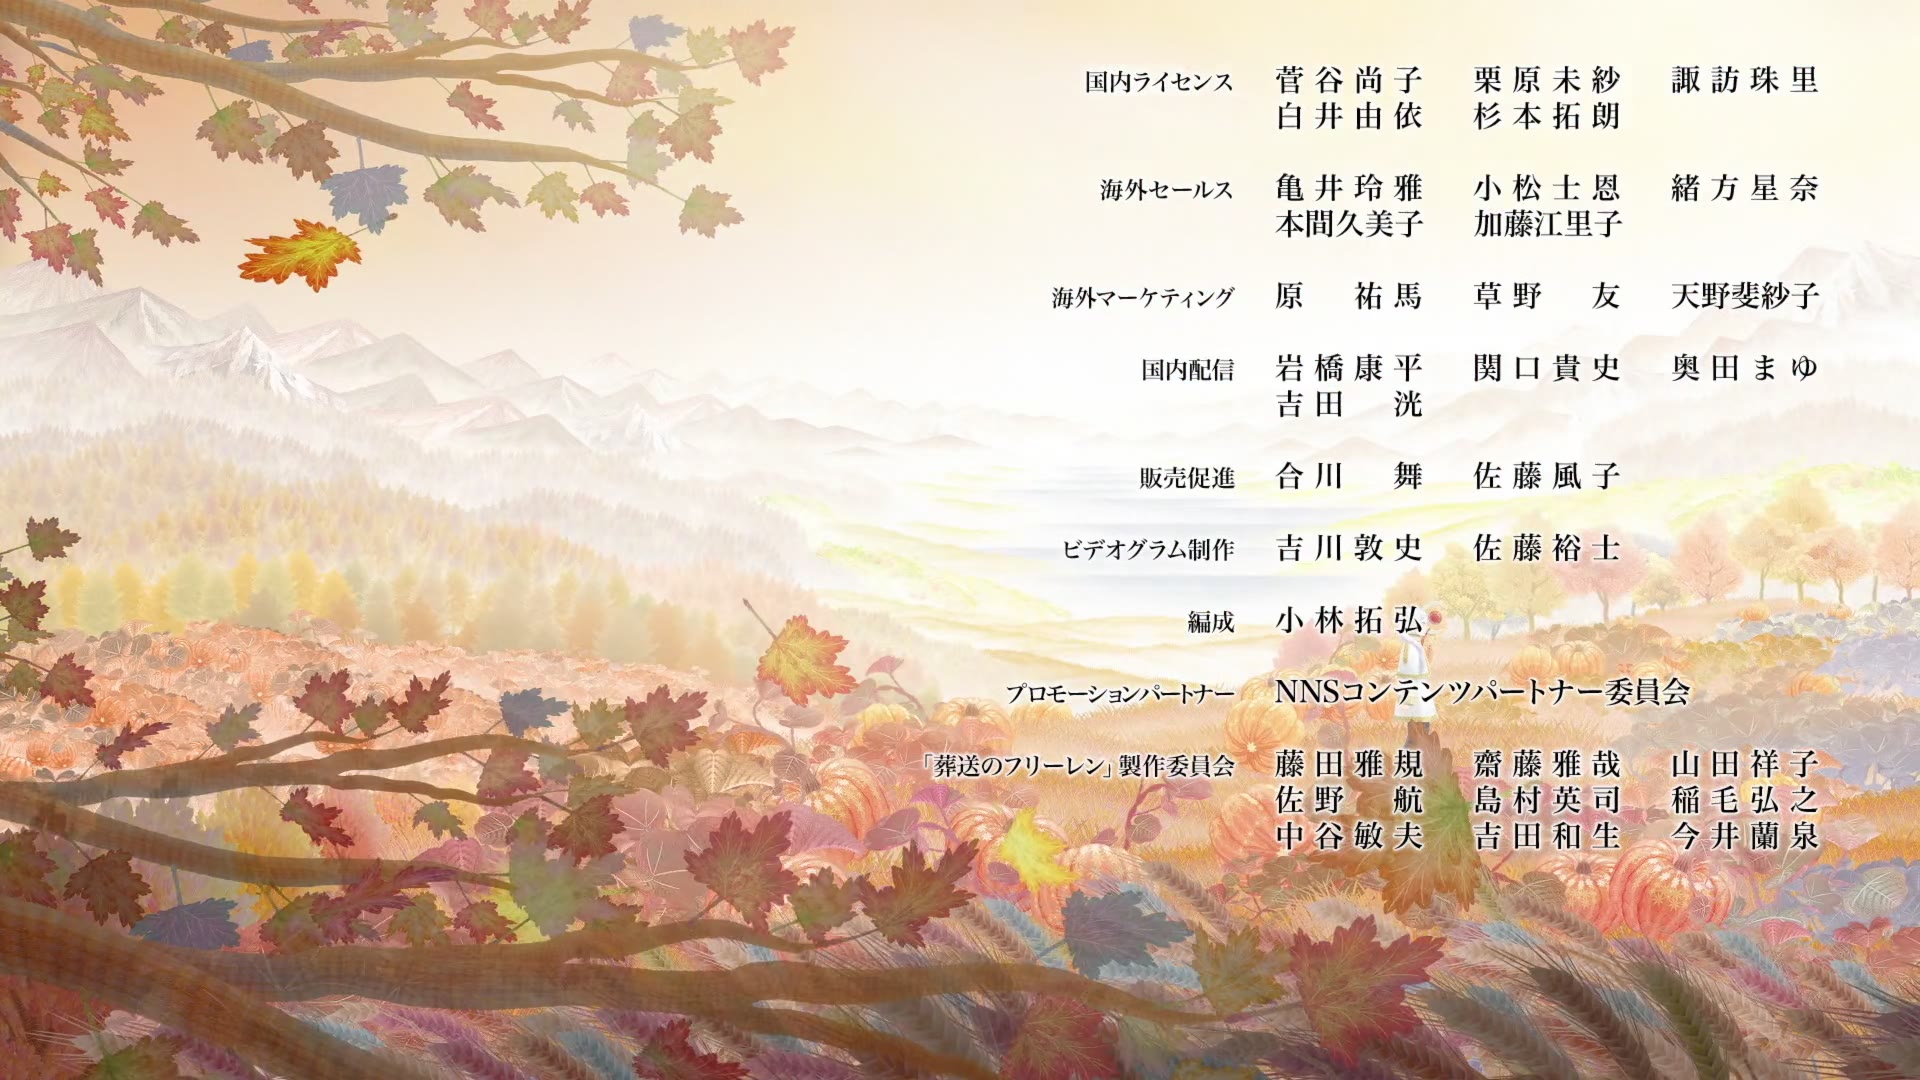 国内ライセンス 菅谷尚子 栗原未紗 諏訪珠里
白井由依 杉本拓朗
海外セールス 亀井玲雅 小松士恩 緒方星奈
本間久美子 加藤江里子
海外マーケティング 原祐馬 草野友 天野斐紗子
国内配信 岩橋康平 関口貴史 奥田まゆ
吉田洸
販売促進 合川舞 佐藤風子
ビデオグラム制作 吉川敦史 佐藤裕士
編成 小林拓弘
プロモーションパートナー NNSコンテンツパートナー委員会
「葬送のフリーレン」製作委員会 藤田雅規 齋藤雅哉 山田祥子
佐野航 島村英司 稲毛弘之
中谷敏夫 吉田和生 今井蘭泉